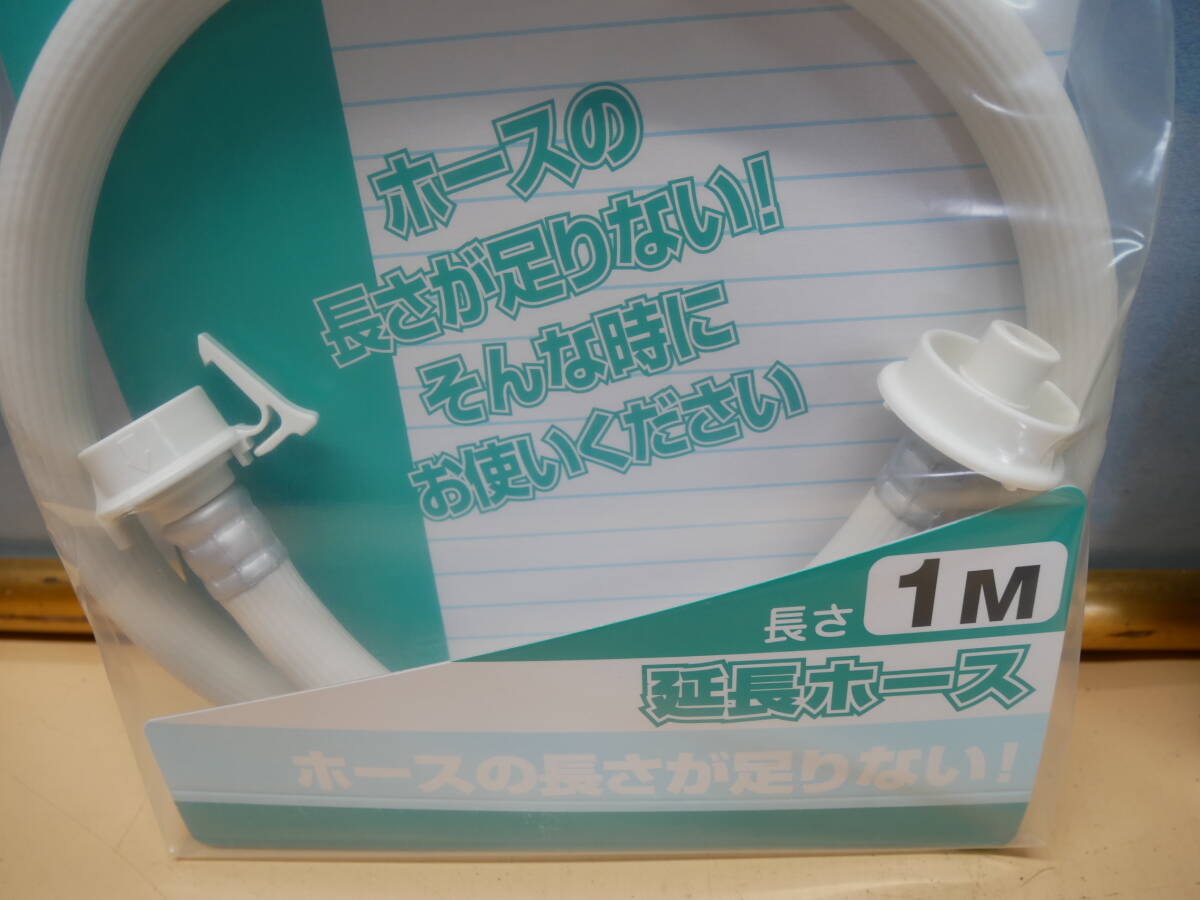 ホースの
長さが足りない!
そんな時に
お使いください
長さ 1M
延長ホース
ホースの長さが足りない!